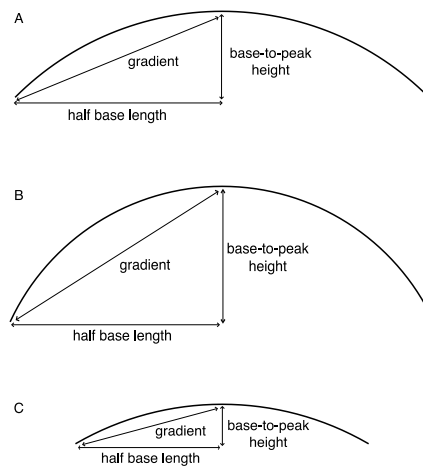 A
gradient
base-to-peak
height
half base length
B
gradient
base-to-peak
height
half base length
C
gradient
base-to-peak
height
half base length